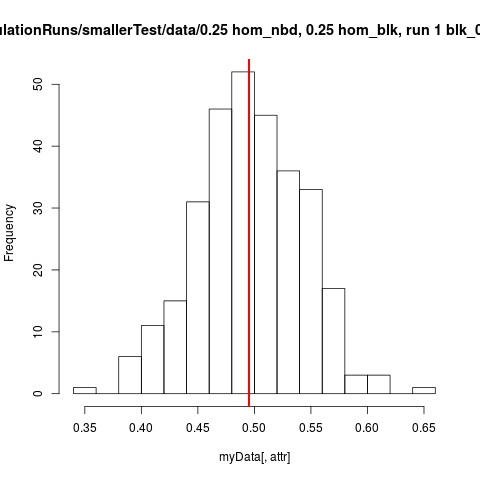 ulationRuns/smallerTest/data/0.25 hom_nbd, 0.25 hom_blk, run 1 blk_0
Frequency
50
40
30
20
10
0
0.35 0.40 0.45 0.50 0.55 0.60 0.65
myData[, attr]